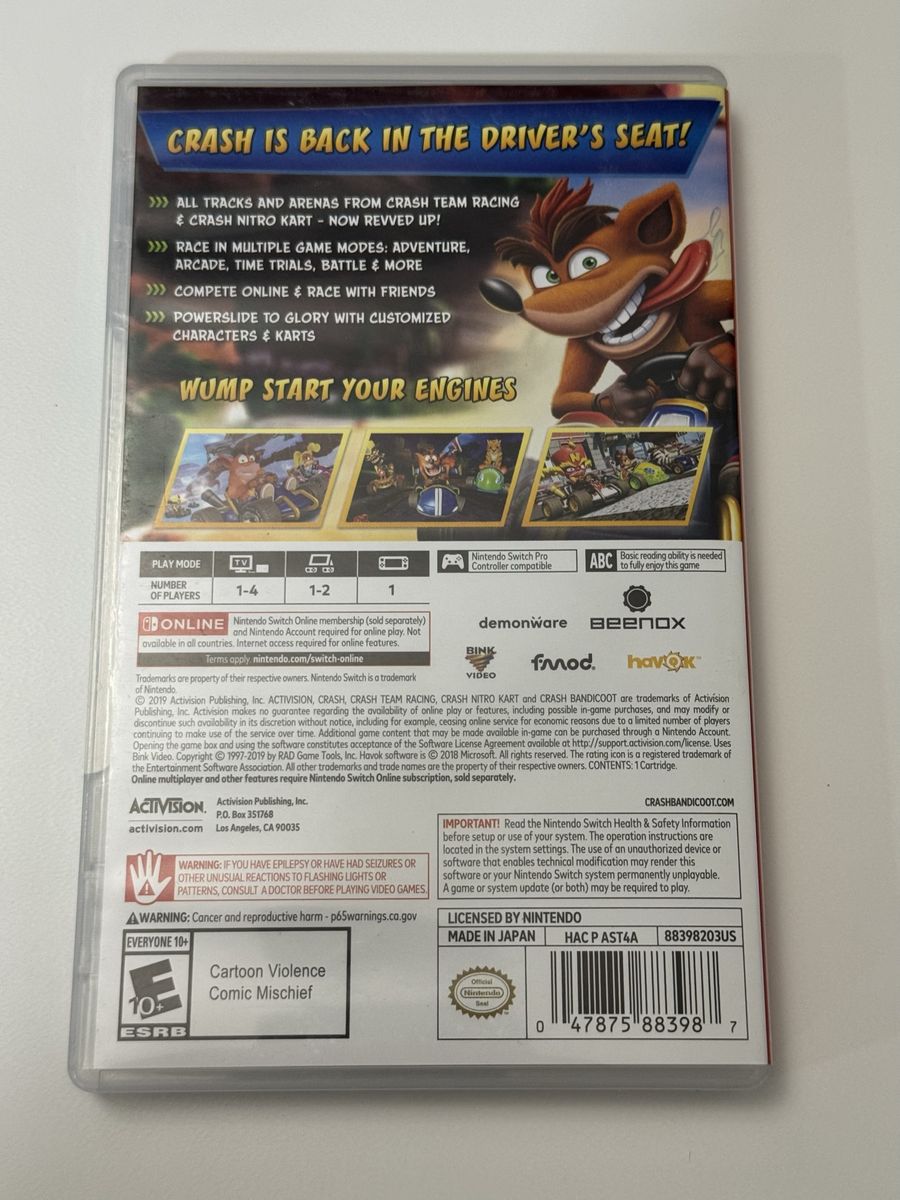 CRASH IS BACK IN THE DRIVER'S SEAT!
ALL TRACKS AND ARENAS FROM CRASH TEAM RACING
& CRASH NITRO KART – NOW REVVED UP!
RACE IN MULTIPLE GAME MODES: ADVENTURE,
ARCADE, TIME TRIALS, BATTLE & MORE
COMPETE ONLINE & RACE WITH FRIENDS
POWERSLIDE TO GLORY WITH CUSTOMIZED
CHARACTERS & KARTS
WUMP START YOUR ENGINES
PLAY MODE
TV
NUMBER
OF PLAYERS
1-4
1-2
1
Nintendo Switch Pro
Controller compatible
ABC
Basic reading ability is needed
to fully enjoy this game
ONLINE
Nintendo Switch Online membership (sold separately)
and Nintendo Account required for online play. Not
available in all countries. Internet access required for online features.
Terms apply. nintendo.com/switch-online
demonware
BEENOX
BINK
VIDEO
fmod.
havok™
Trademarks are property of their respective owners. Nintendo Switch is a trademark
of Nintendo.
© 2019 Activision Publishing, Inc. ACTIVISION, CRASH, CRASH TEAM RACING, CRASH NITRO KART and CRASH BANDICOOT are trademarks of Activision
Publishing, Inc. Activision makes no guarantee regarding the availability of online play or features, including possible in-game purchases, and may modify or
discontinue such availability in its discretion without notice, including for example, ceasing online service for economic reasons due to a limited number of players
continuing to make use of the service over time. Additional game content that may be made available in-game can be purchased through a Nintendo Account.
Opening the game box and using the software constitutes acceptance of the Software License Agreement available at http://support.activision.com/license. Uses
Bink Video. Copyright © 1997-2019 by RAD Game Tools, Inc. Havok software is © 2018 Microsoft. All rights reserved. The rating icon is a registered trademark of
the Entertainment Software Association. All other trademarks and trade names are the property of their respective owners. CONTENTS: 1 Cartridge.
Online multiplayer and other features require Nintendo Switch Online subscription, sold separately.
ACTIVISION.
activision.com
Activision Publishing, Inc.
P.O. Box 351768
Los Angeles, CA 90035
CRASHBANDICOOT.COM
IMPORTANT! Read the Nintendo Switch Health & Safety Information
before setup or use of your system. The operation instructions are
located in the system settings. The use of an unauthorized device or
software that enables technical modification may render this
software or your Nintendo Switch system permanently unplayable.
A game or system update (or both) may be required to play.
WARNING: IF YOU HAVE EPILEPSY OR HAVE HAD SEIZURES OR
OTHER UNUSUAL REACTIONS TO FLASHING LIGHTS OR
PATTERNS, CONSULT A DOCTOR BEFORE PLAYING VIDEO GAMES.
WARNING: Cancer and reproductive harm - p65warnings.ca.gov
EVERYONE 10+
E
10+
ESRB
Cartoon Violence
Comic Mischief
LICENSED BY NINTENDO
MADE IN JAPAN
HAC P AST4A
88398203US
Official
Nintendo
Seal
0 47875 88398 7